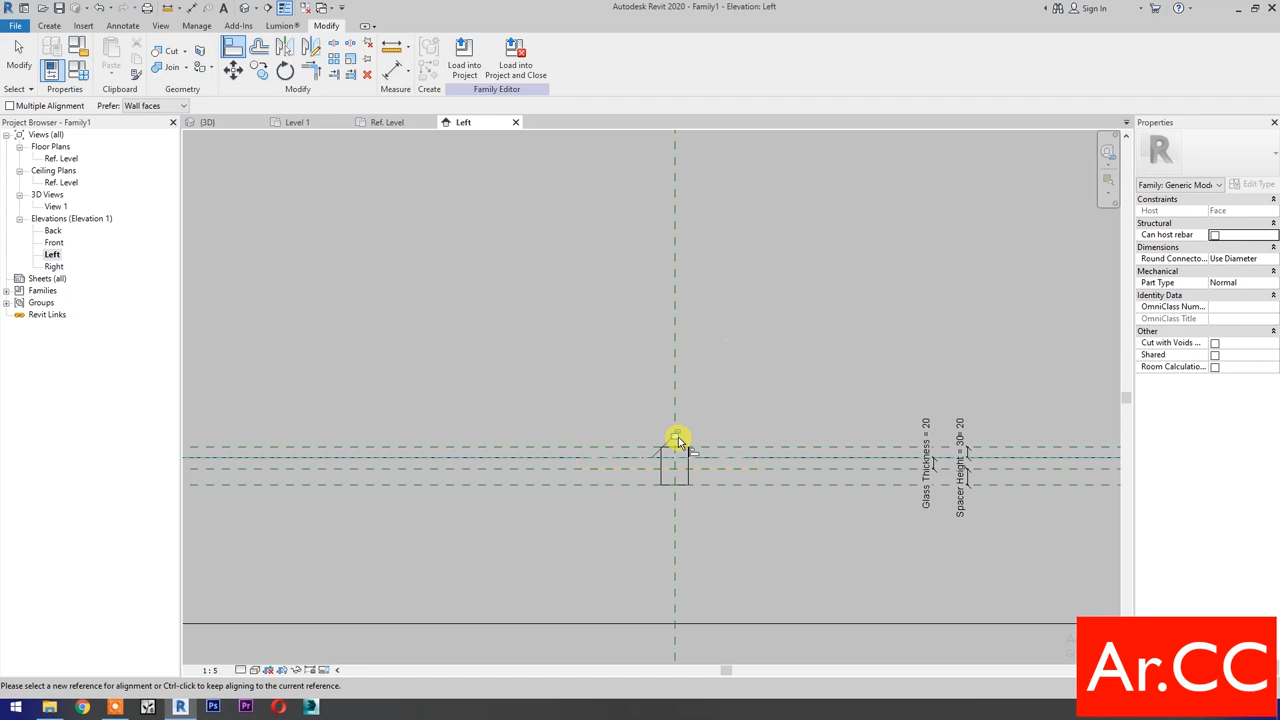 Autodesk Revit 2020 - Family1 - Elevation: Left
Sign In
File Create Insert Annotate View Manage Add-Ins Lumion® Modify
Modify Paste Cut Join Load into Project Load into Project and Close
Select Properties Clipboard Geometry Modify Measure Create Family Editor
Multiple Alignment Prefer: Wall faces
Project Browser - Family1
{3D} Level 1 Ref. Level Left
Properties
Views (all)
Floor Plans
Ref. Level
Ceiling Plans
Ref. Level
3D Views
View 1
Elevations (Elevation 1)
Back
Front
Left
Right
Sheets (all)
Families
Groups
Revit Links
Family: Generic Mode
Edit Type
Constraints
Host Face
Structural
Can host rebar
Dimensions
Round Connecto... Use Diameter
Mechanical
Part Type Normal
Identity Data
OmniClass Num...
OmniClass Title
Other
Cut with Voids ...
Shared
Room Calculatio...
Glass Thickness = 20
Spacer Height = 30
= 20
Ar.CC
1 : 5
Please select a new reference for alignment or Ctrl-click to keep aligning to the current reference.